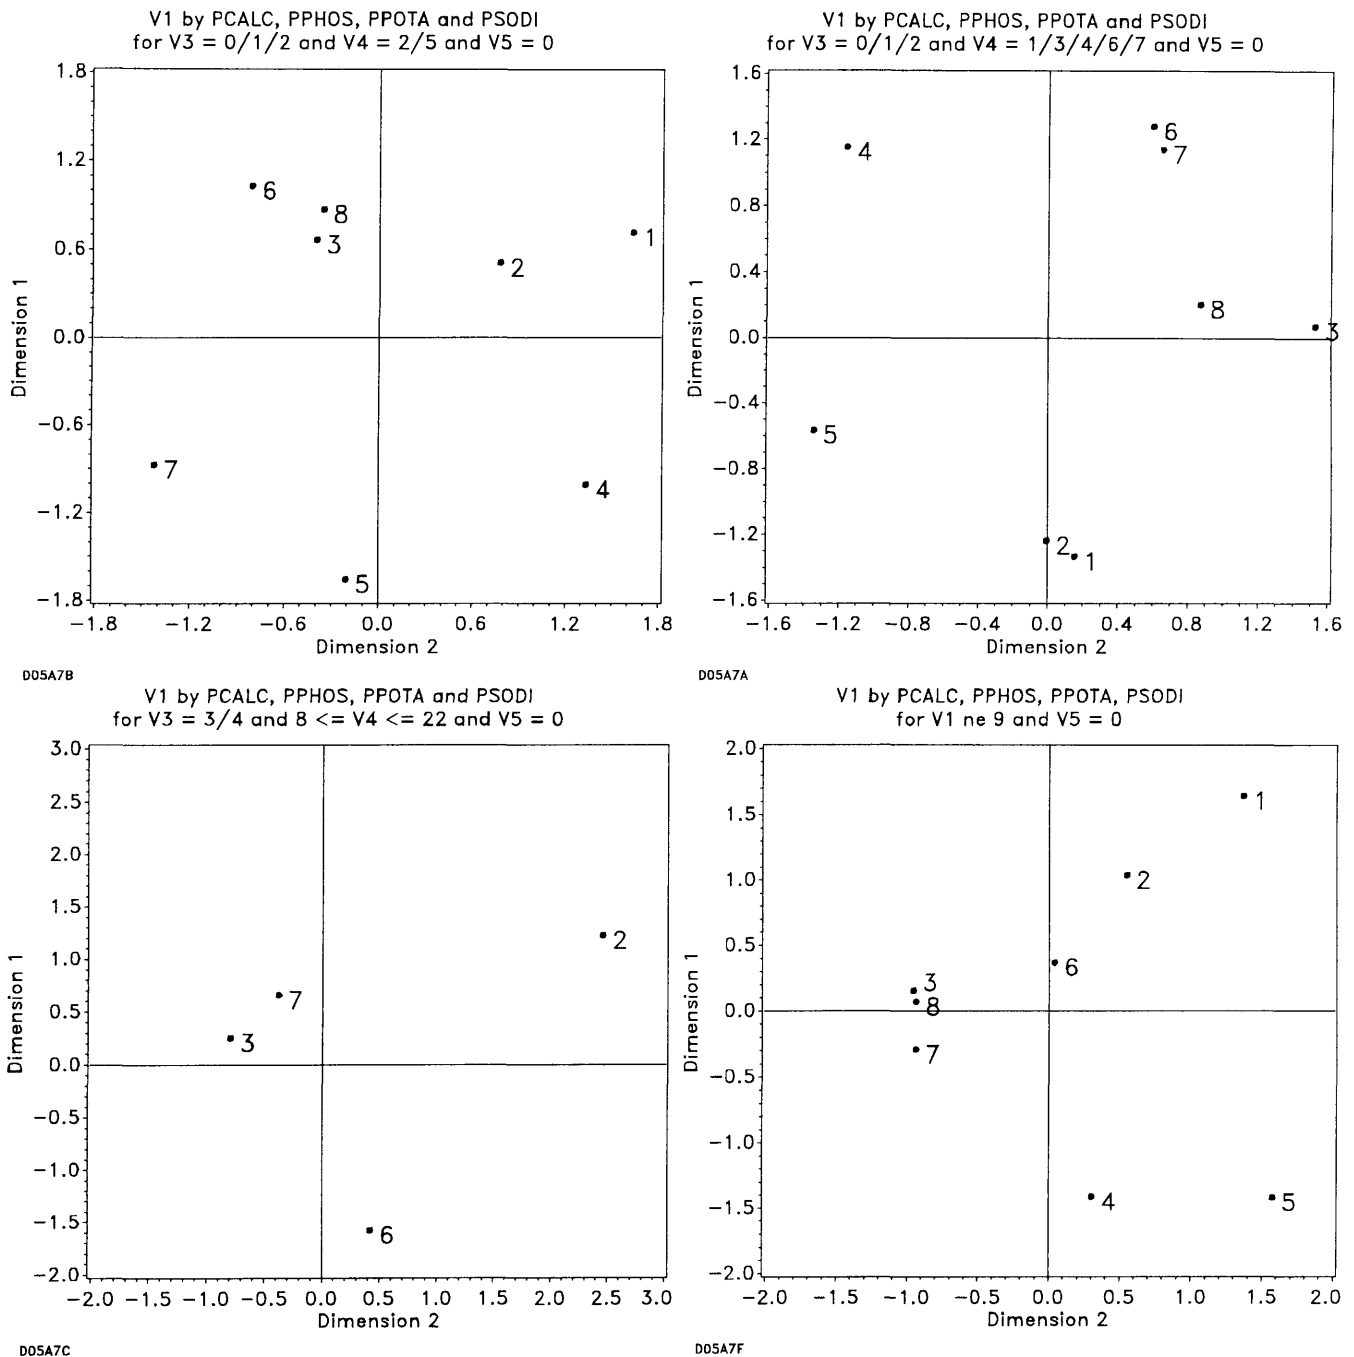 V1 by PCALC, PPHOS, PPOTA and PSODI
for V3 = 0/1/2 and V4 = 2/5 and V5 = 0
1.8
1.2
0.6
0.0
−0.6
−1.2
−1.8
Dimension 1
6
8
3
1
2
7
4
5
−1.8 −1.2 −0.6 0.0 0.6 1.2 1.8
Dimension 2
D05A7B
V1 by PCALC, PPHOS, PPOTA and PSODI
for V3 = 0/1/2 and V4 = 1/3/4/6/7 and V5 = 0
1.6
1.2
0.8
0.4
0.0
−0.4
−0.8
−1.2
−1.6
Dimension 1
6
4
7
8
3
5
2
1
−1.6 −1.2 −0.8 −0.4 0.0 0.4 0.8 1.2 1.6
Dimension 2
D05A7A
V1 by PCALC, PPHOS, PPOTA and PSODI
for V3 = 3/4 and 8 <= V4 <= 22 and V5 = 0
3.0
2.5
2.0
1.5
1.0
0.5
0.0
−0.5
−1.0
−1.5
−2.0
Dimension 1
2
7
3
6
−2.0 −1.5 −1.0 −0.5 0.0 0.5 1.0 1.5 2.0 2.5 3.0
Dimension 2
D05A7C
V1 by PCALC, PPHOS, PPOTA, PSODI
for V1 ne 9 and V5 = 0
2.0
1.5
1.0
0.5
0.0
−0.5
−1.0
−1.5
−2.0
Dimension 1
1
2
6
3
8
7
4
5
−2.0 −1.5 −1.0 −0.5 0.0 0.5 1.0 1.5 2.0
Dimension 2
D05A7F